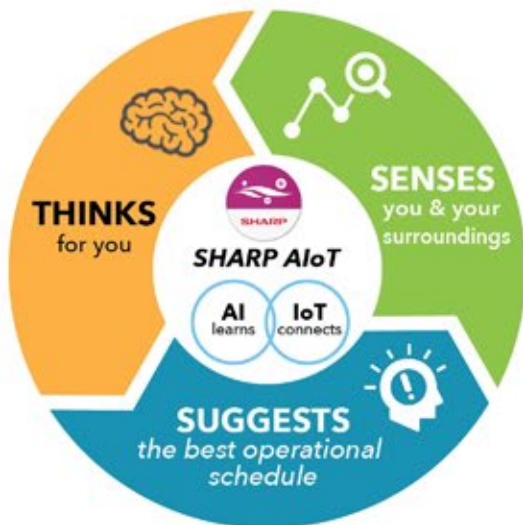 THINKS
for you
SENSES
you & your
surroundings
SHARP
SHARP AIoT
AI
learns
IoT
connects
SUGGESTS
the best operational
schedule